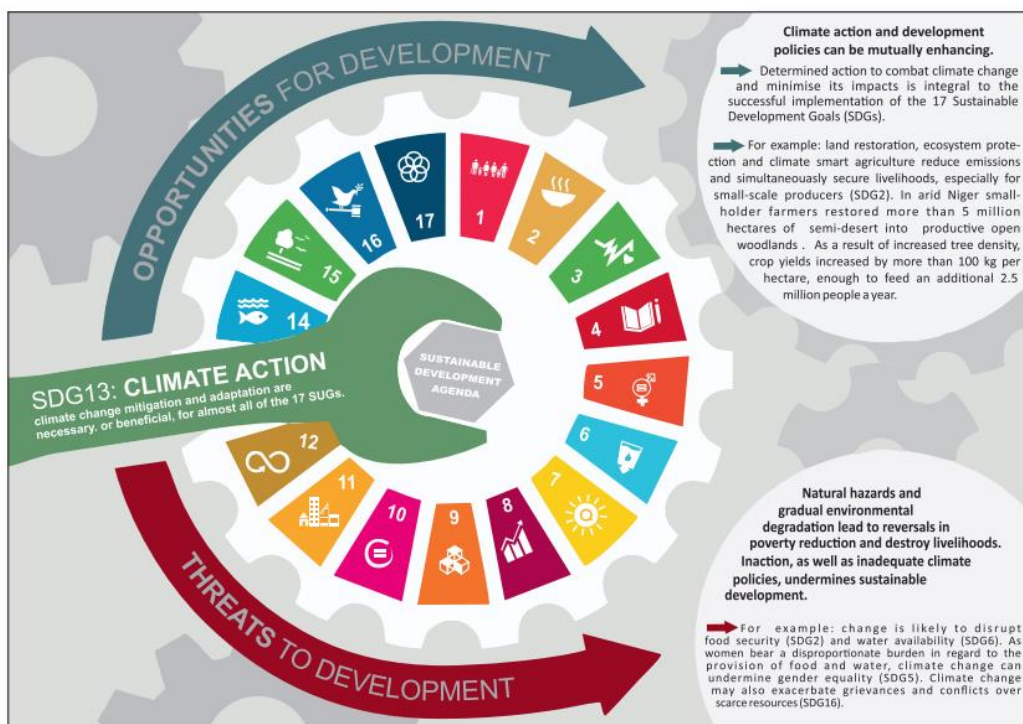 OPPORTUNITIES FOR DEVELOPMENT
Climate action and development
policies can be mutually enhancing.
Determined action to combat climate change
and minimise its impacts is integral to the
successful implementation of the 17 Sustainable
Development Goals (SDGs).
For example: land restoration, ecosystem prote-
ction and climate smart agriculture reduce emissions
and simultaneuasly secure livelihoods, especially for
small-scale producers (SDG2). In arid Niger small-
holder farmers restored more than 5 million
hectares of semi-desert into productive open
woodlands . As a result of increased tree density,
crop yields increased by more than 100 kg per
hectare, enough to feed an additional 2.5
million people a year.
1
2
3
4
5
6
7
8
9
10
11
12
SDG13: CLIMATE ACTION
climate change mitigation and adaptation are
necessary. or beneficial, for almost all of the 17 SUGs.
14
15
16
17
SUSTAINABLE
DEVELOPMENT
AGENDA
THREATS TO DEVELOPMENT
Natural hazards and
gradual environmental
degradation lead to reversals in
poverty reduction and destroy livelihoods.
Inaction, as well as inadequate climate
policies, undermines sustainable
development.
For example: change is likely to disrupt
food security (SDG2) and water availability (SDG6). As
women bear a disproportionate burden in regard to the
provision of food and water, climate change can
undermine gender equality (SDG5). Climate change
may also exacerbate grievances and conflicts over
scarce resources (SDG16).